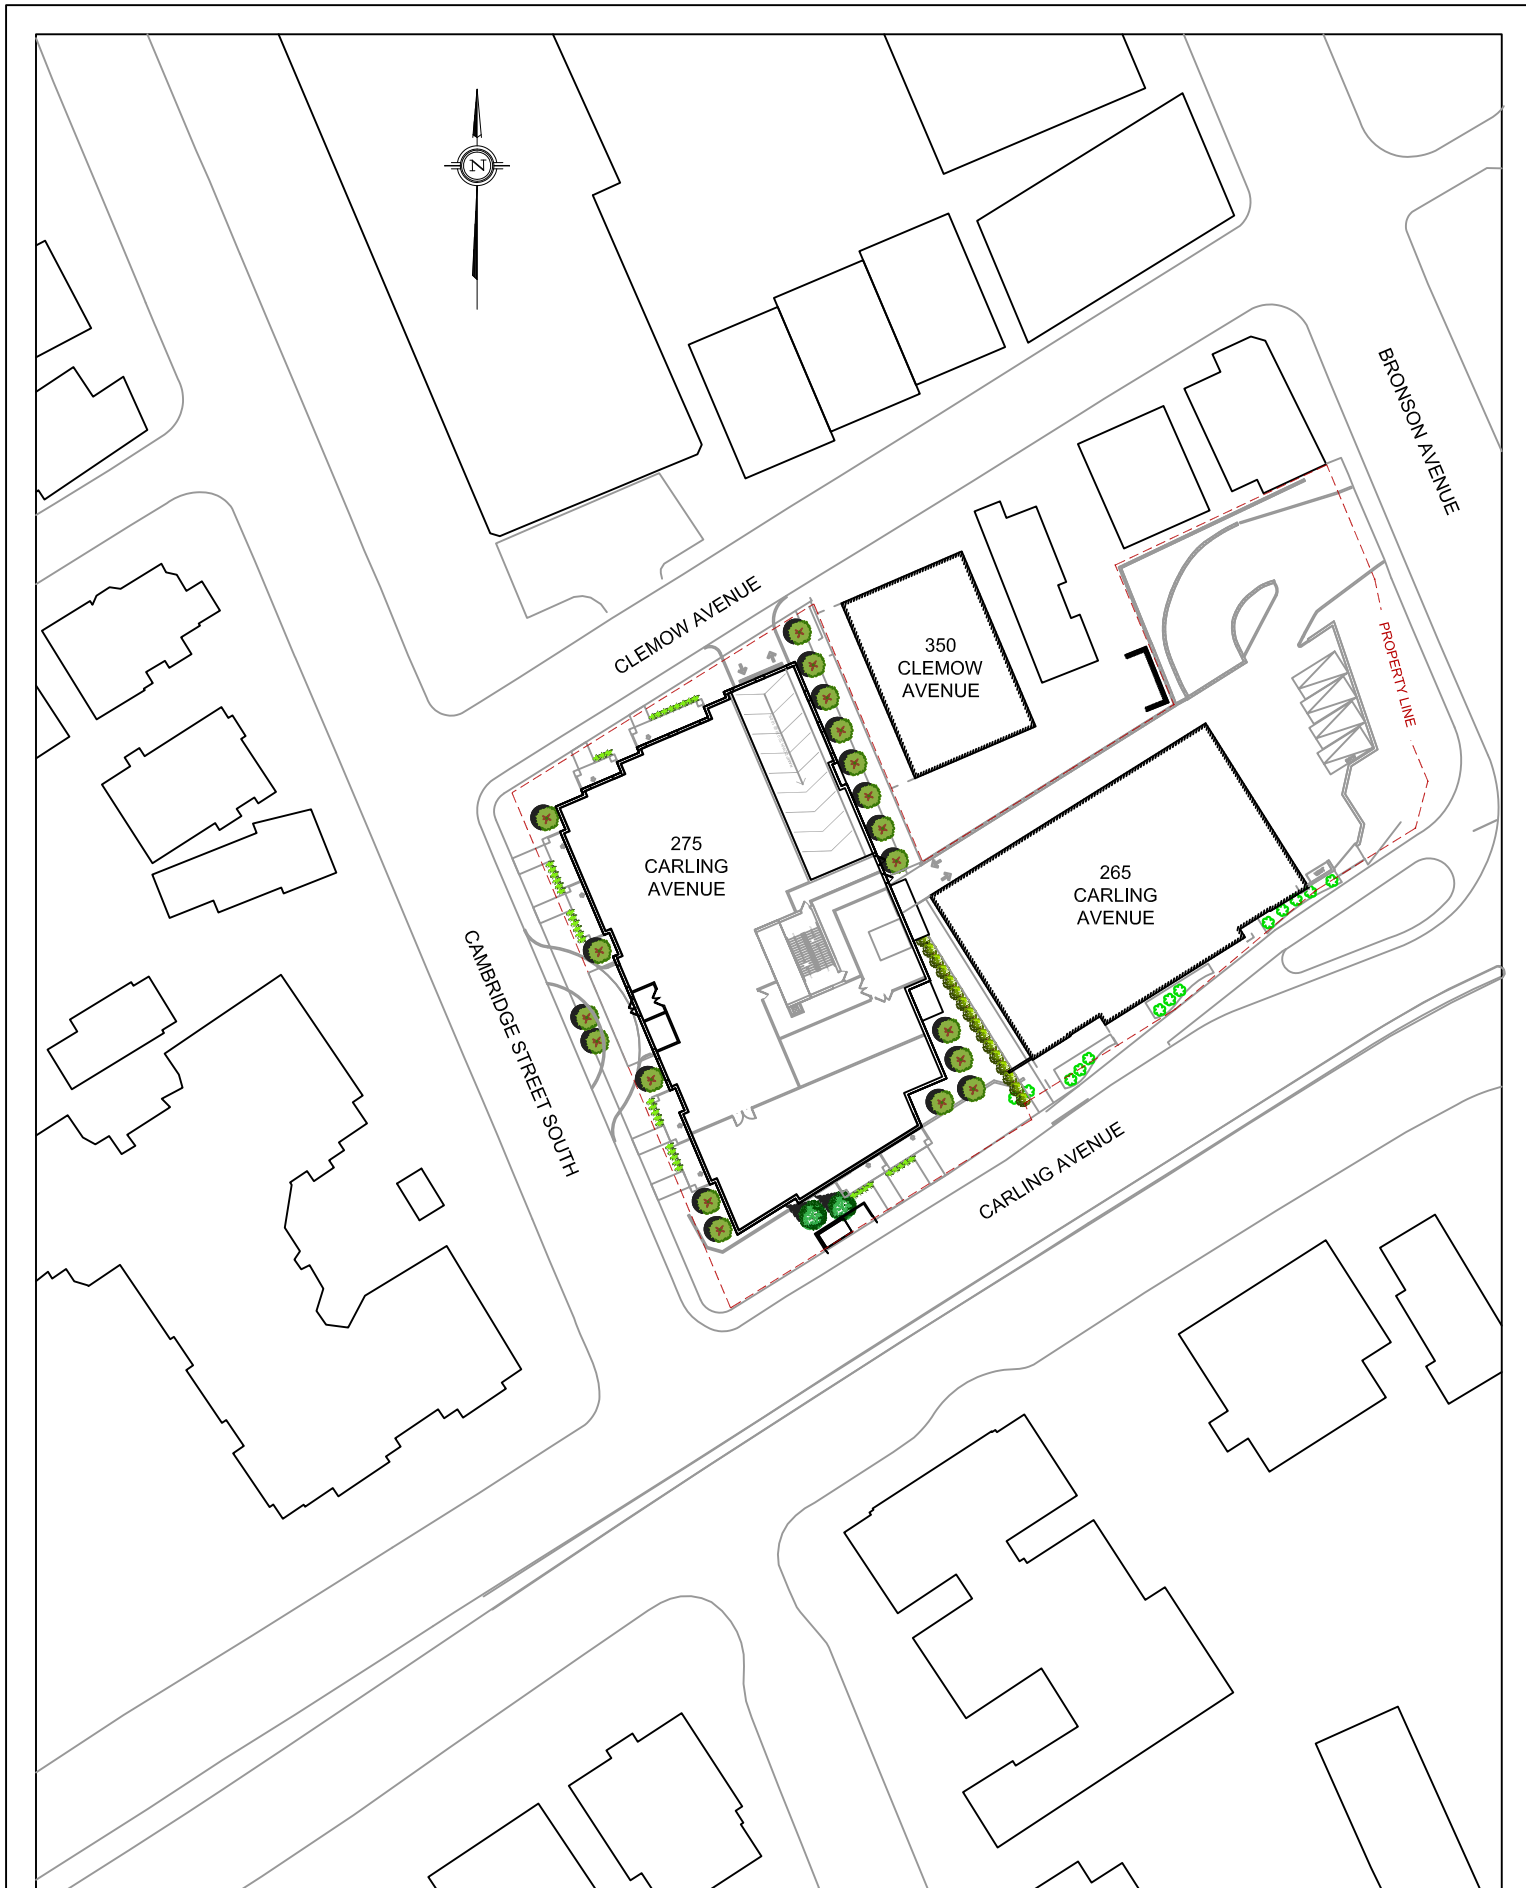 N
BRONSON AVENUE
CLEMOW AVENUE
350
CLEMOW
AVENUE
PROPERTY LINE
275
CARLING
AVENUE
265
CARLING
AVENUE
CAMBRIDGE STREET SOUTH
CARLING AVENUE